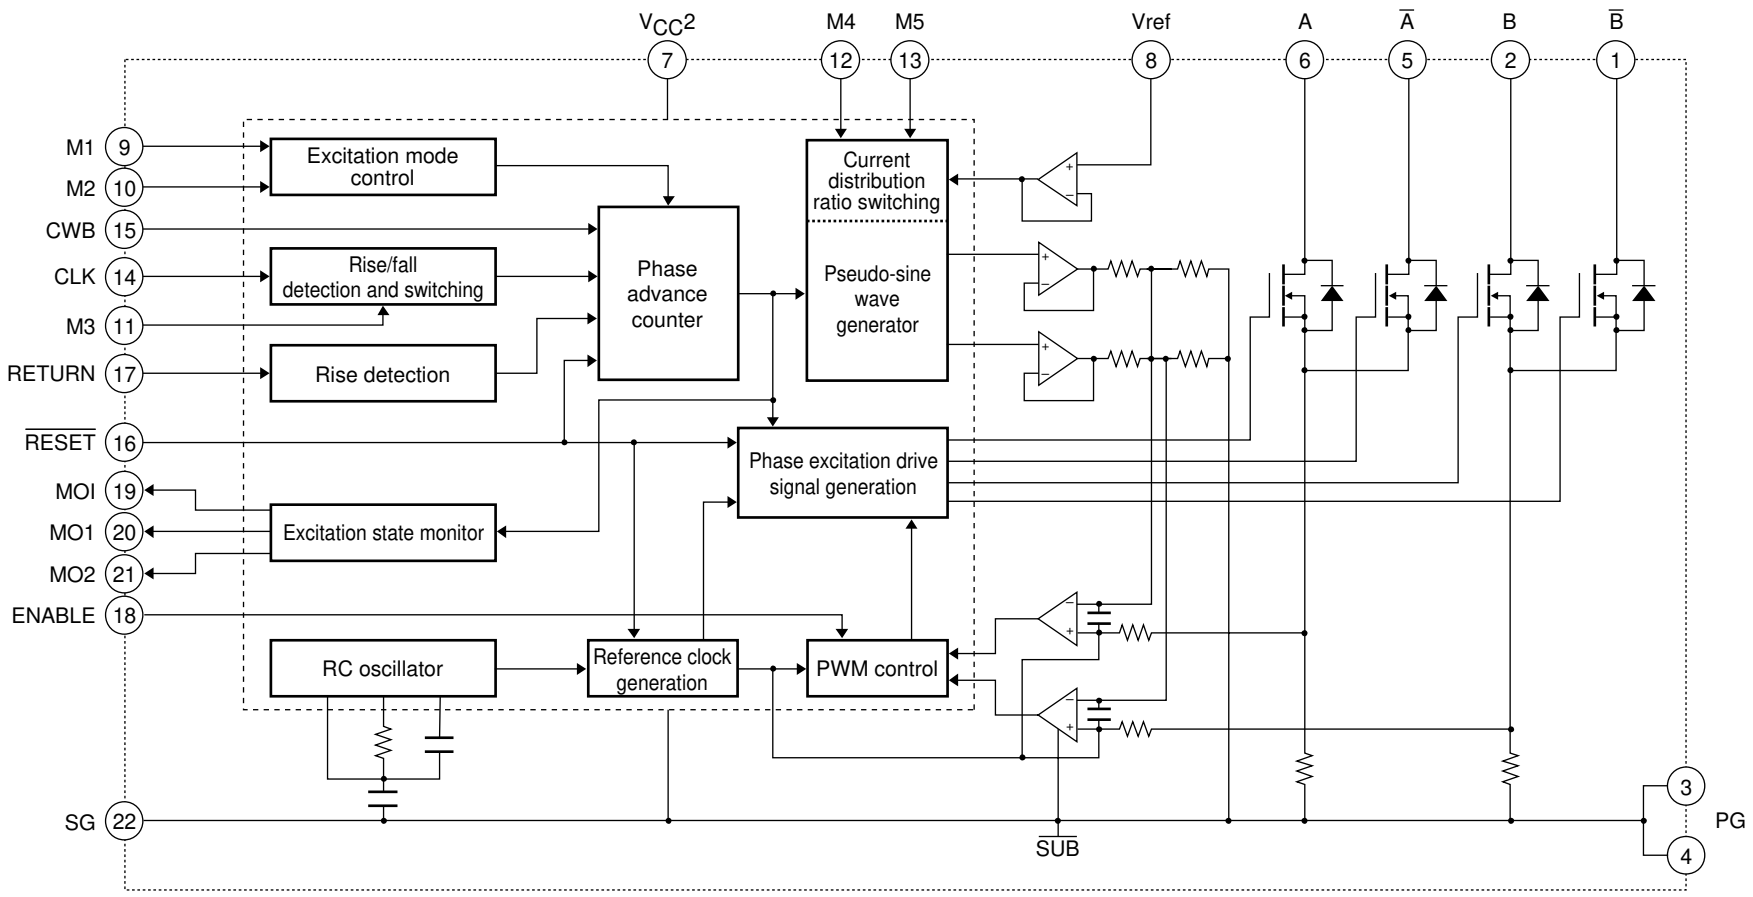 VCC2
M4
M5
Vref
A
A̅
B
B̅
7
12
13
8
6
5
2
1
M1
9
M2
10
CWB
15
CLK
14
M3
11
RETURN
17
R̅E̅S̅E̅T̅
16
MOI
19
MO1
20
MO2
21
ENABLE
18
SG
22
Excitation mode
control
Rise/fall
detection and switching
Rise detection
Phase
advance
counter
Current
distribution
ratio switching
Pseudo-sine
wave
generator
+
–
+
–
+
–
Phase excitation drive
signal generation
Excitation state monitor
RC oscillator
Reference clock
generation
PWM control
–
+
–
+
S̅U̅B̅
3
PG
4